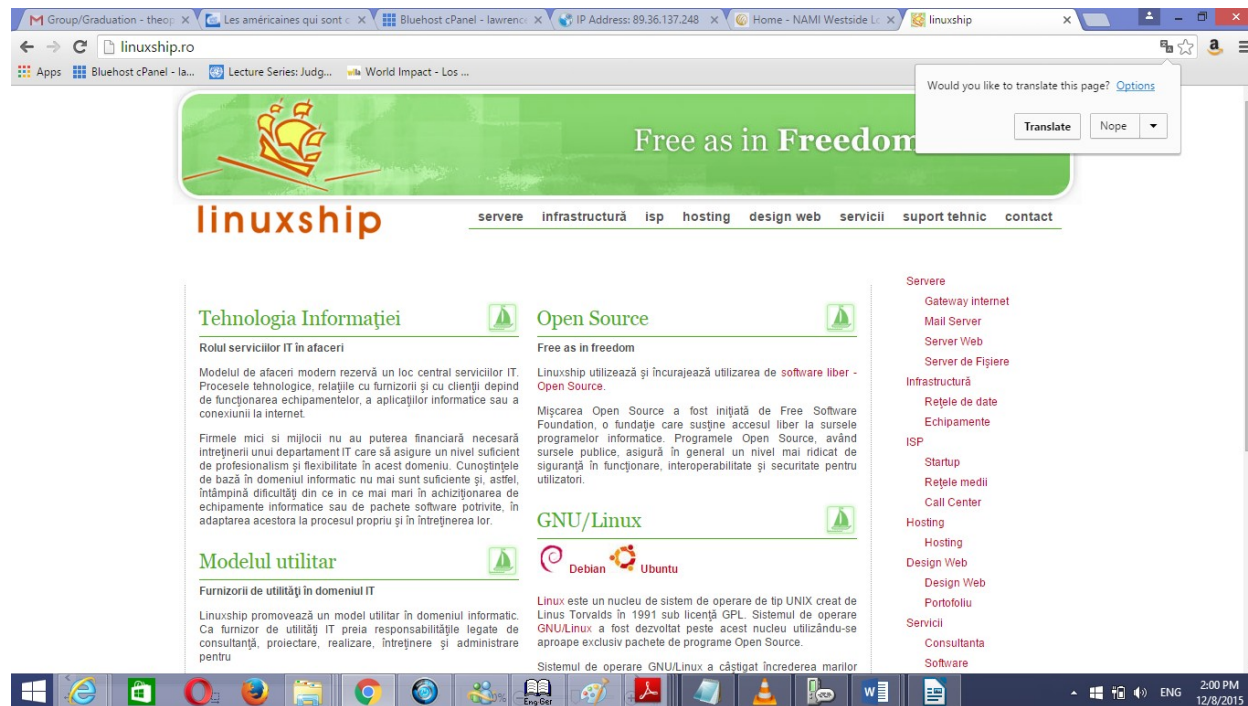 Group/Graduation - theop
Les américaines qui sont c
Bluehost cPanel - lawrence
IP Address: 89.36.137.248
Home - NAMI Westside Lo
linuxship
linuxship.ro
Apps
Bluehost cPanel - la...
Lecture Series: Judg...
World Impact - Los ...
Would you like to translate this page? Options
Translate
Nope
Free as in Freedom
linuxship
servere infrastructură isp hosting design web servicii suport tehnic contact
Tehnologia Informaţiei
Rolul serviciilor IT în afaceri
Modelul de afaceri modern rezervă un loc central serviciilor IT.
Procesele tehnologice, relaţiile cu furnizorii şi cu clienţii depind
de funcţionarea echipamentelor, a aplicaţiilor informatice sau a
conexiunii la internet.
Firmele mici si mijlocii nu au puterea financiară necesară
intreţinerii unui departament IT care să asigure un nivel suficient
de profesionalism şi flexibilitate în acest domeniu. Cunoştinţele
de bază în domeniul informatic nu mai sunt suficiente şi, astfel,
întâmpină dificultăţi din ce in ce mai mari în achiziţionarea de
echipamente informatice sau de pachete software potrivite, în
adaptarea acestora la procesul propriu şi în întreţinerea lor.
Modelul utilitar
Furnizorii de utilităţi în domeniul IT
Linuxship promovează un model utilitar în domeniul informatic.
Ca furnizor de utilităţi IT preia responsabilităţile legate de
consultanţă, proiectare, realizare, întreţinere şi administrare
pentru
Open Source
Free as in freedom
Linuxship utilizează şi încurajează utilizarea de software liber -
Open Source.
Mişcarea Open Source a fost iniţiată de Free Software
Foundation, o fundaţie care susţine accesul liber la sursele
programelor informatice. Programele Open Source, având
sursele publice, asigură în general un nivel mai ridicat de
siguranţă în funcţionare, interoperabilitate şi securitate pentru
utilizatori.
GNU/Linux
Debian Ubuntu
Linux este un nucleu de sistem de operare de tip UNIX creat de
Linus Torvalds în 1991 sub licenţă GPL. Sistemul de operare
GNU/Linux a fost dezvoltat peste acest nucleu utilizându-se
aproape exclusiv pachete de programe Open Source.
Sistemul de operare GNU/Linux a câştigat încrederea marilor
Servere
Gateway internet
Mail Server
Server Web
Server de Fişiere
Infrastructură
Reţele de date
Echipamente
ISP
Startup
Reţele medii
Call Center
Hosting
Hosting
Design Web
Design Web
Portofoliu
Servicii
Consultanta
Software
Eng Ger
ENG
2:00 PM
12/8/2015